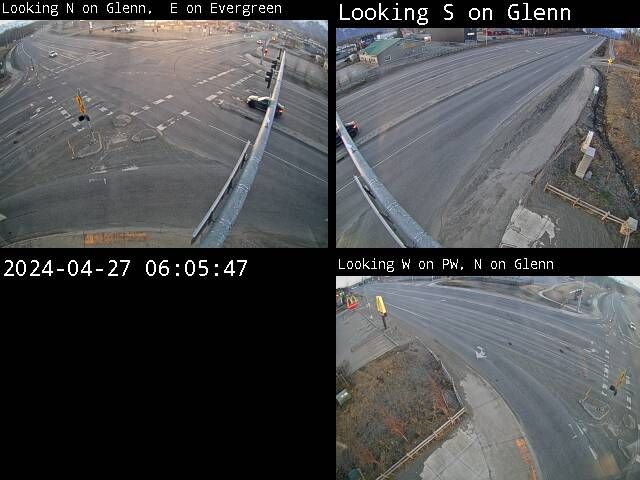 Looking N on Glenn,  E on Evergreen
Looking S on Glenn
2024-04-27 06:05:47
Looking W on PW, N on Glenn